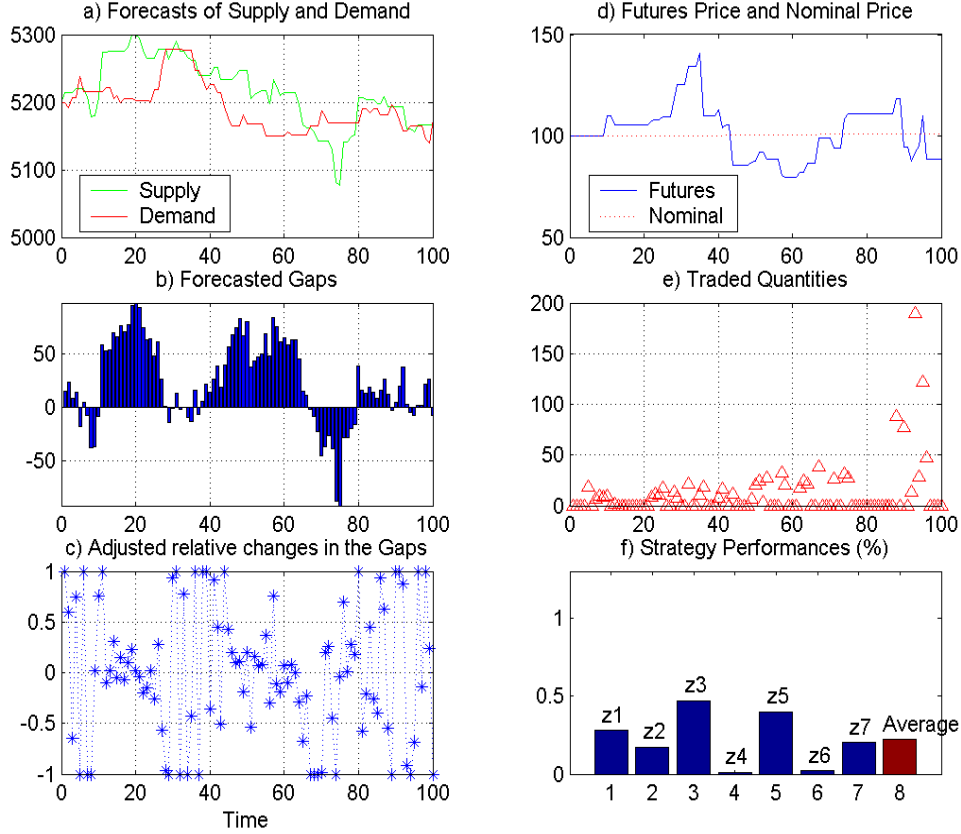 a) Forecasts of Supply and Demand
5300
5200
5100
5000
Supply
Demand
0 20 40 60 80 100
d) Futures Price and Nominal Price
150
100
50
Futures
Nominal
0 20 40 60 80 100
b) Forecasted Gaps
50
0
-50
0 20 40 60 80 100
e) Traded Quantities
200
150
100
50
0
0 20 40 60 80 100
c) Adjusted relative changes in the Gaps
1
0.5
0
-0.5
-1
0 20 40 60 80 100
Time
f) Strategy Performances (%)
1
0.5
0
z1 z2 z3 z4 z5 z6 z7 Average
1 2 3 4 5 6 7 8